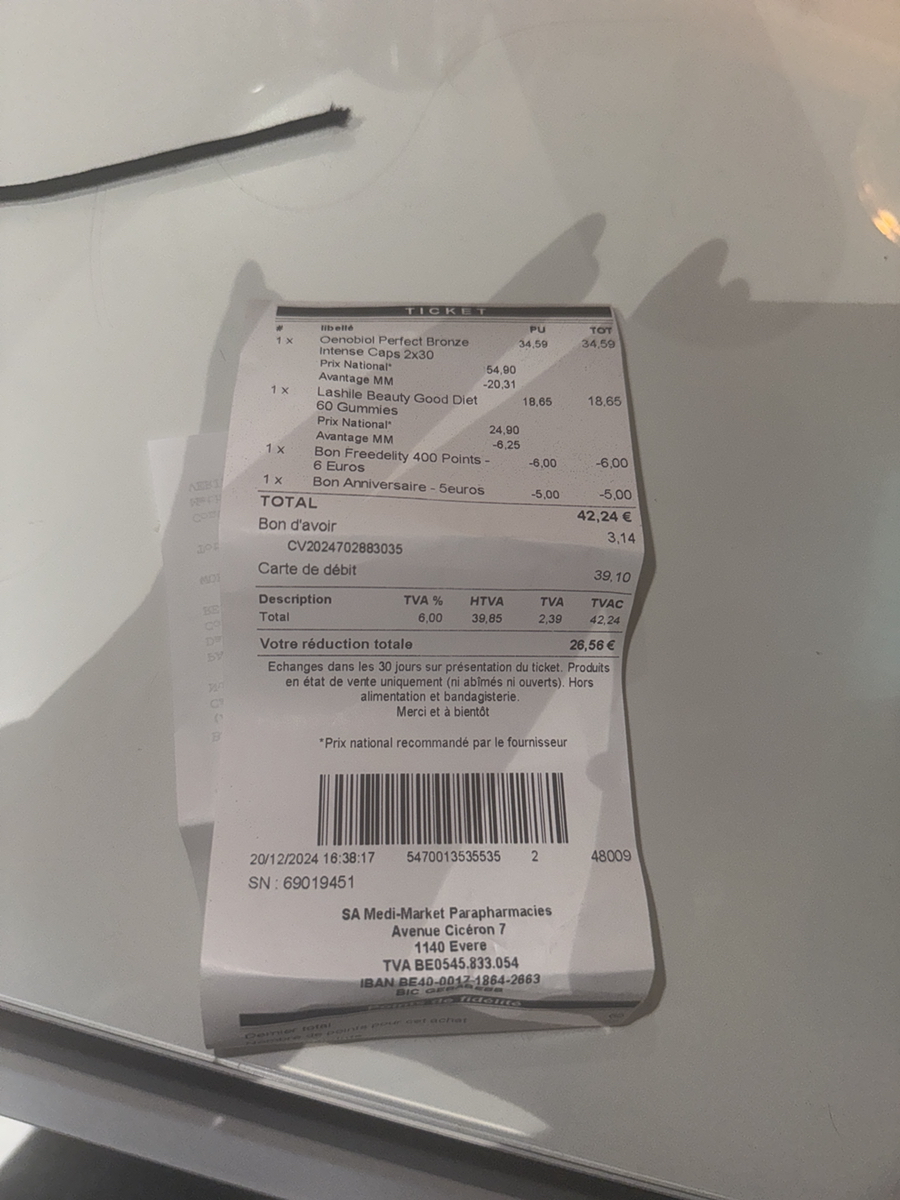 TICKET
# libellé PU TOT
1 x Oenobiol Perfect Bronze 34,59 34,59
Intense Caps 2x30
Prix National* 54,90
Avantage MM -20,31
1 x Lashile Beauty Good Diet 18,65 18,65
60 Gummies
Prix National* 24,90
Avantage MM -6,25
1 x Bon Freedelity 400 Points - -6,00 -6,00
6 Euros
1 x Bon Anniversaire - 5euros -5,00 -5,00
TOTAL 42,24 €
Bon d'avoir 3,14
CV2024702883035
Carte de débit 39,10
Description TVA % HTVA TVA TVAC
Total 6,00 39,85 2,39 42,24
Votre réduction totale 26,56 €
Echanges dans les 30 jours sur présentation du ticket. Produits
en état de vente uniquement (ni abîmés ni ouverts). Hors
alimentation et bandagisterie.
Merci et à bientôt
*Prix national recommandé par le fournisseur
20/12/2024 16:38:17 5470013535535 2 48009
SN : 69019451
SA Medi-Market Parapharmacies
Avenue Cicéron 7
1140 Evere
TVA BE0545.833.054
IBAN BE40-0017-1864-2663
BIC GEBABEBB
Points de fidélité